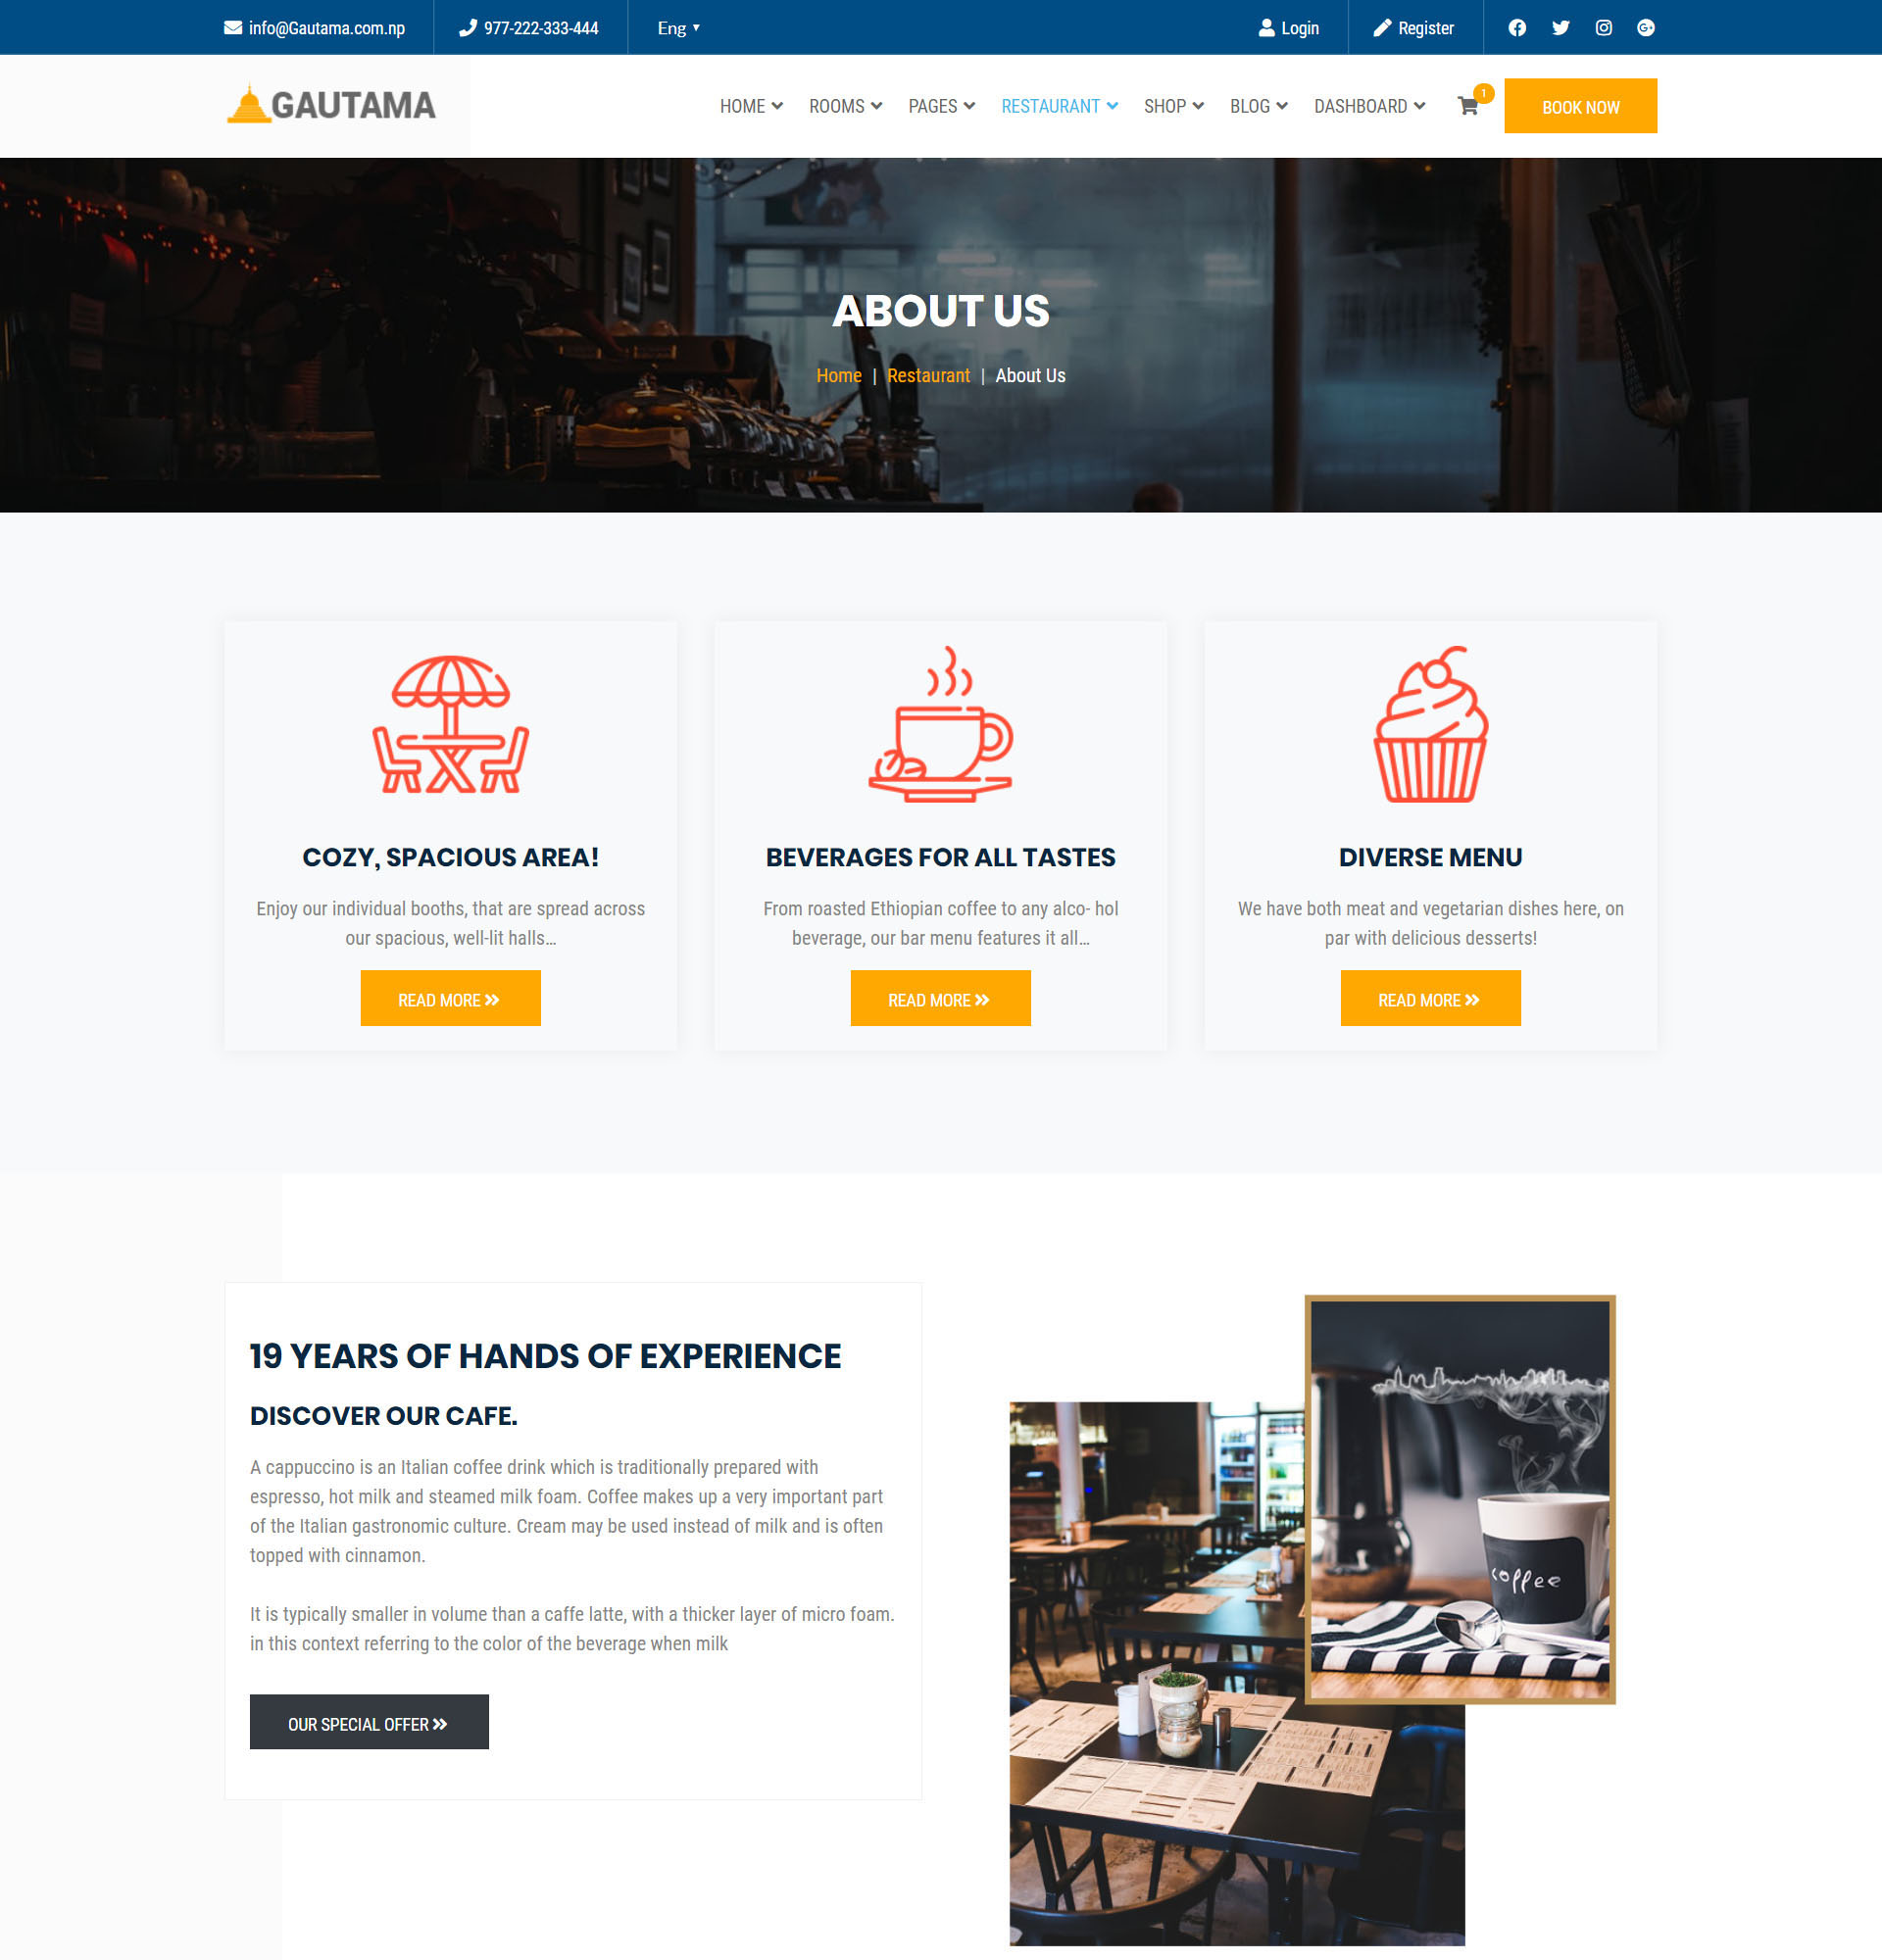 info@Gautama.com.np
977-222-333-444
Eng
Login
Register
GAUTAMA
HOME
ROOMS
PAGES
RESTAURANT
SHOP
BLOG
DASHBOARD
1
BOOK NOW
ABOUT US
Home | Restaurant | About Us
COZY, SPACIOUS AREA!
Enjoy our individual booths, that are spread across
our spacious, well-lit halls...
READ MORE
BEVERAGES FOR ALL TASTES
From roasted Ethiopian coffee to any alco- hol
beverage, our bar menu features it all...
READ MORE
DIVERSE MENU
We have both meat and vegetarian dishes here, on
par with delicious desserts!
READ MORE
19 YEARS OF HANDS OF EXPERIENCE
DISCOVER OUR CAFE.
A cappuccino is an Italian coffee drink which is traditionally prepared with
espresso, hot milk and steamed milk foam. Coffee makes up a very important part
of the Italian gastronomic culture. Cream may be used instead of milk and is often
topped with cinnamon.
It is typically smaller in volume than a caffe latte, with a thicker layer of micro foam.
in this context referring to the color of the beverage when milk
OUR SPECIAL OFFER
coffee